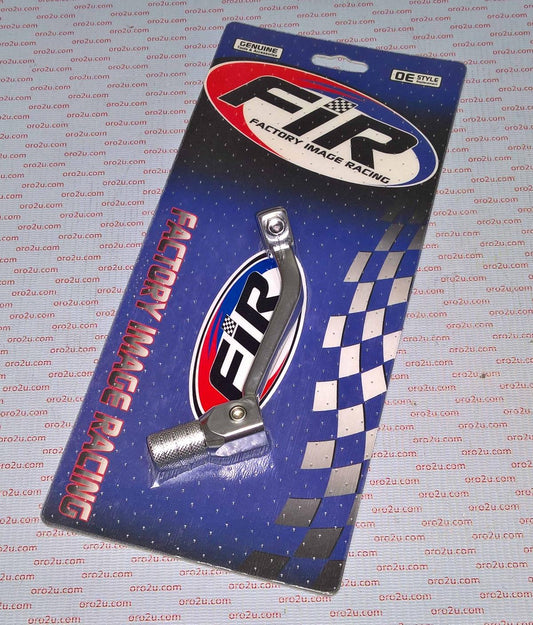 GENUINE
OE STYLE
FiR
FACTORY IMAGE RACING
FiR
FACTORY IMAGE RACING
oro2u.com